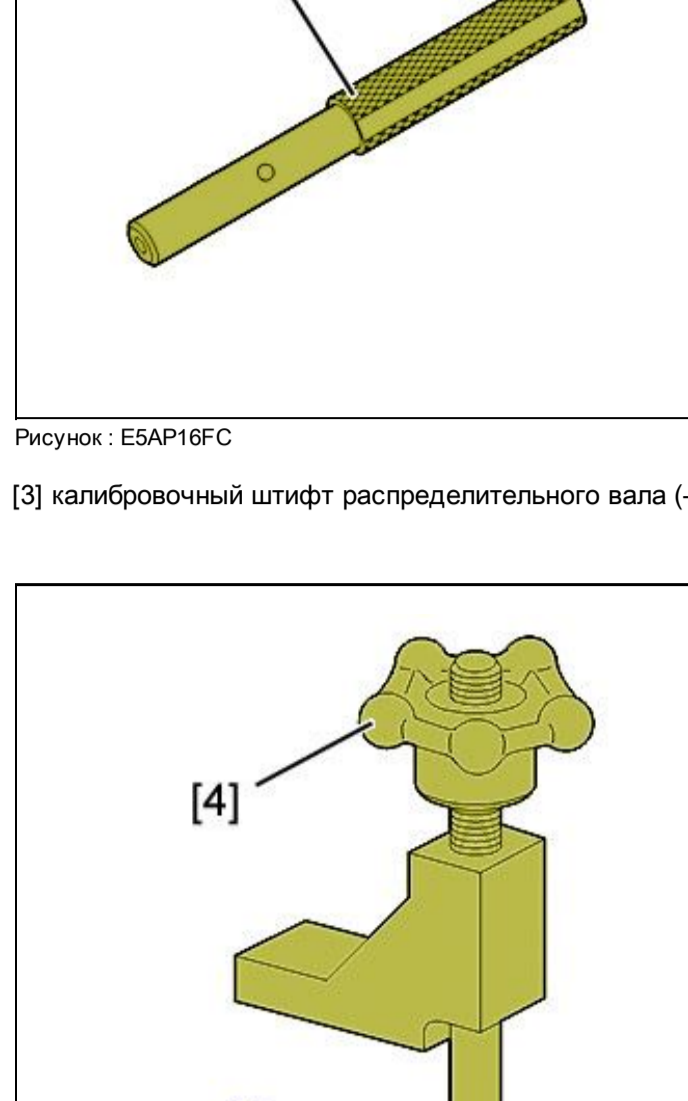 Рисунок : E5AP16FC
[3] калибровочный штифт распределительного вала (-
[4]